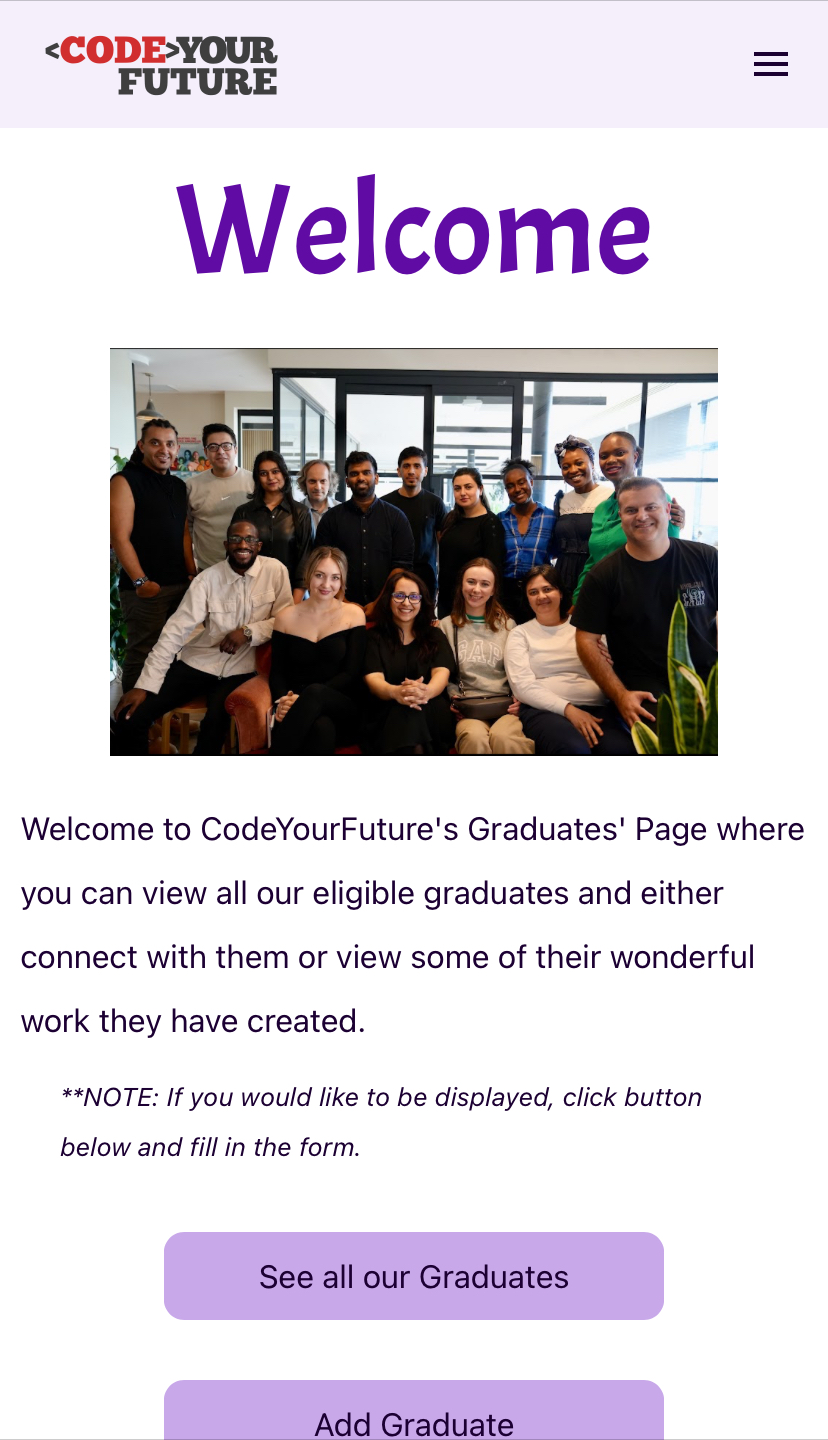 <CODE>YOUR
FUTURE
Welcome
GAP
Welcome to CodeYourFuture's Graduates' Page where
you can view all our eligible graduates and either
connect with them or view some of their wonderful
work they have created.
**NOTE: If you would like to be displayed, click button
below and fill in the form.
See all our Graduates
Add Graduate